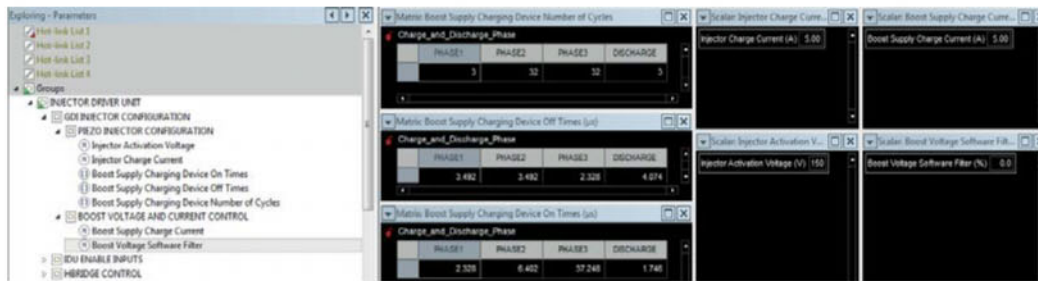 Exploring - Parameters
Hot-link List 1
Hot-link List 2
Hot-link List 3
Hot-link List 4
Groups
INJECTOR DRIVER UNIT
GDI INJECTOR CONFIGURATION
PIEZO INJECTOR CONFIGURATION
Injector Activation Voltage
Injector Charge Current
Boost Supply Charging Device On Times
Boost Supply Charging Device Off Times
Boost Supply Charging Device Number of Cycles
BOOST VOLTAGE AND CURRENT CONTROL
Boost Supply Charge Current
Boost Voltage Software Filter
IDU ENABLE INPUTS
HBRIDGE CONTROL
Matric: Boost Supply Charging Device Number of Cycles
Charge_and_Discharge_Phase
PHASE1 PHASE2 PHASE3 DISCHARGE
3 32 32 3
Matric: Boost Supply Charging Device Off Times (µs)
Charge_and_Discharge_Phase
PHASE1 PHASE2 PHASE3 DISCHARGE
3.492 3.492 2.328 4.074
Matric: Boost Supply Charging Device On Times (µs)
Charge_and_Discharge_Phase
PHASE1 PHASE2 PHASE3 DISCHARGE
2.328 6.402 37.248 1.746
Scalar: Injector Charge Curre...
Injector Charge Current (A) 5.00
Scalar: Boost Supply Charge Curre...
Boost Supply Charge Current (A) 5.00
Scalar: Injector Activation V...
Injector Activation Voltage (V) 150
Scalar: Boost Voltage Software Filt...
Boost Voltage Software Filter (%) 0.0